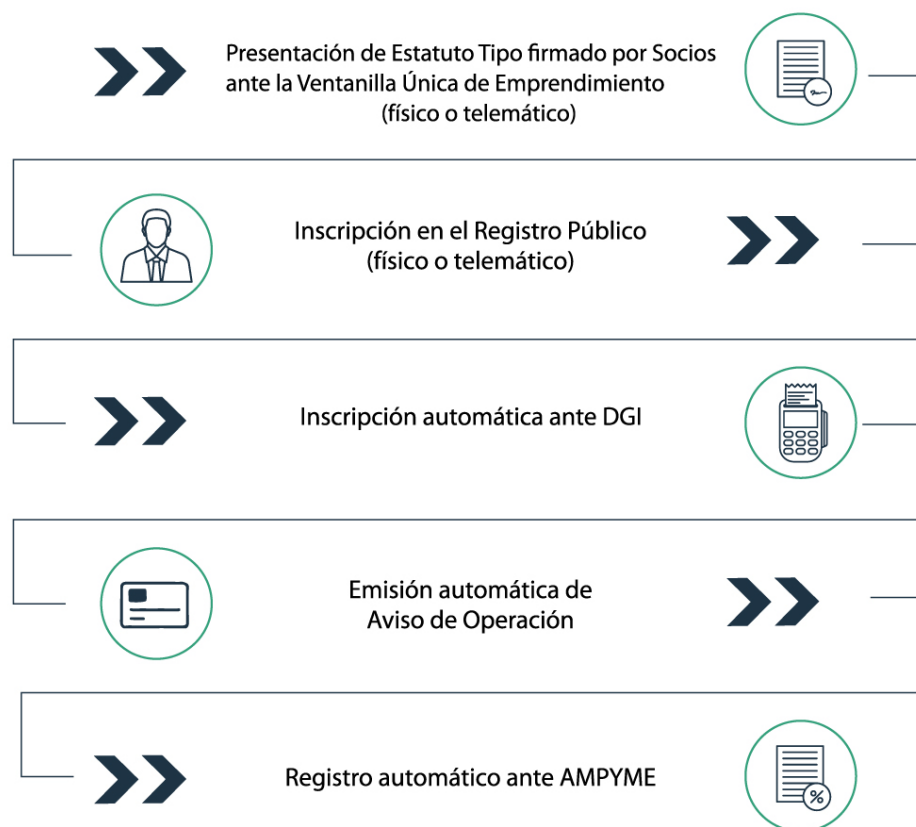 Presentación de Estatuto Tipo firmado por Socios
ante la Ventanilla Única de Emprendimiento
(físico o telemático)
Inscripción en el Registro Público
(físico o telemático)
Inscripción automática ante DGI
Emisión automática de
Aviso de Operación
Registro automático ante AMPYME
%